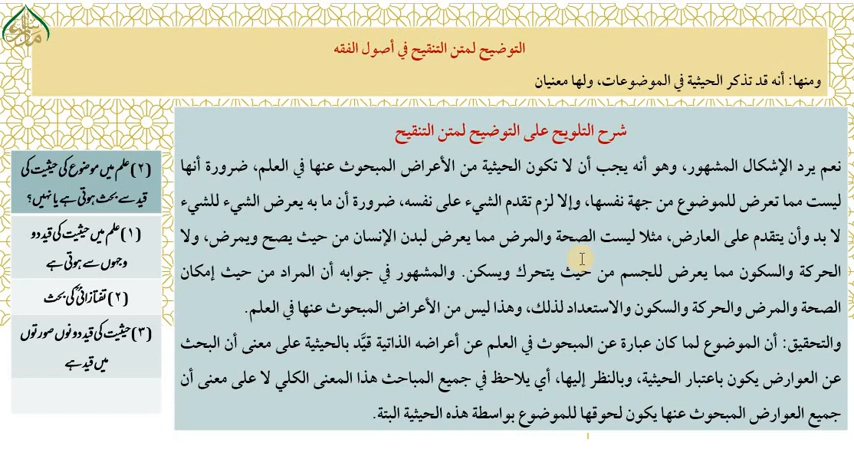 التوضيح لمتن التنقيح في أصول الفقه
ومنها: أنه قد تذكر الحيثية في الموضوعات، ولها معنيان
شرح التلويح على التوضيح لمتن التنقيح
نعم يرد الإشكال المشهور، وهو أنه يجب أن لا تكون الحيثية من الأعراض المبحوث عنها في العلم، ضرورة أنها
ليست مما تعرض للموضوع من جهة نفسها، وإلا لزم تقدم الشيء على نفسه، ضرورة أن ما به يعرض الشيء للشيء
لا بد وأن يتقدم على العارض، مثلا ليست الصحة والمرض مما يعرض لبدن الإنسان من حيث يصح ويمرض، ولا
الحركة والسكون مما يعرض للجسم من حيث يتحرك ويسكن. والمشهور في جوابه أن المراد من حيث إمكان
الصحة والمرض والحركة والسكون والاستعداد لذلك، وهذا ليس من الأعراض المبحوث عنها في العلم.
والتحقيق: أن الموضوع لما كان عبارة عن المبحوث في العلم عن أعراضه الذاتية قيَّد بالحيثية على معنى أن البحث
عن العوارض يكون باعتبار الحيثية، وبالنظر إليها، أي يلاحظ في جميع المباحث هذا المعنى الكلي لا على معنى أن
جميع العوارض المبحوث عنها يكون لحوقها للموضوع بواسطة هذه الحيثية البتة.
(۲) علم میں موضوع کی حیثیت کی
قید سے بحث ہوتی ہے یا نہیں؟
(۱) علم میں حیثیت کی قید دو
وجہوں سے ہوتی ہے
(۲) تفتازانیؒ کی بحث
(۳) حیثیت کی قید دونوں صورتوں
میں قید ہے